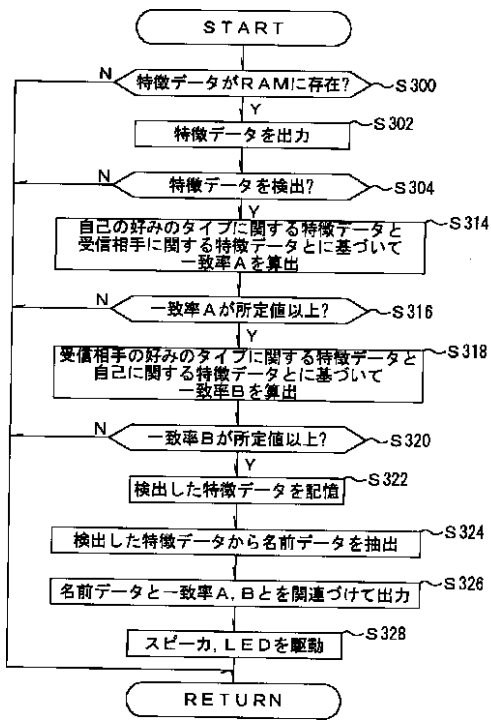 START
N
特徴データがRAMに存在?
S300
Y
特徴データを出力
S302
N
特徴データを検出?
S304
Y
自己の好みのタイプに関する特徴データと
受信相手に関する特徴データとに基づいて
一致率Aを算出
S314
N
一致率Aが所定値以上?
S316
Y
受信相手の好みのタイプに関する特徴データと
自己に関する特徴データとに基づいて
一致率Bを算出
S318
N
一致率Bが所定値以上?
S320
Y
検出した特徴データを記憶
S322
検出した特徴データから名前データを抽出
S324
名前データと一致率A,Bとを関連づけて出力
S326
スピーカ,LEDを駆動
S328
RETURN